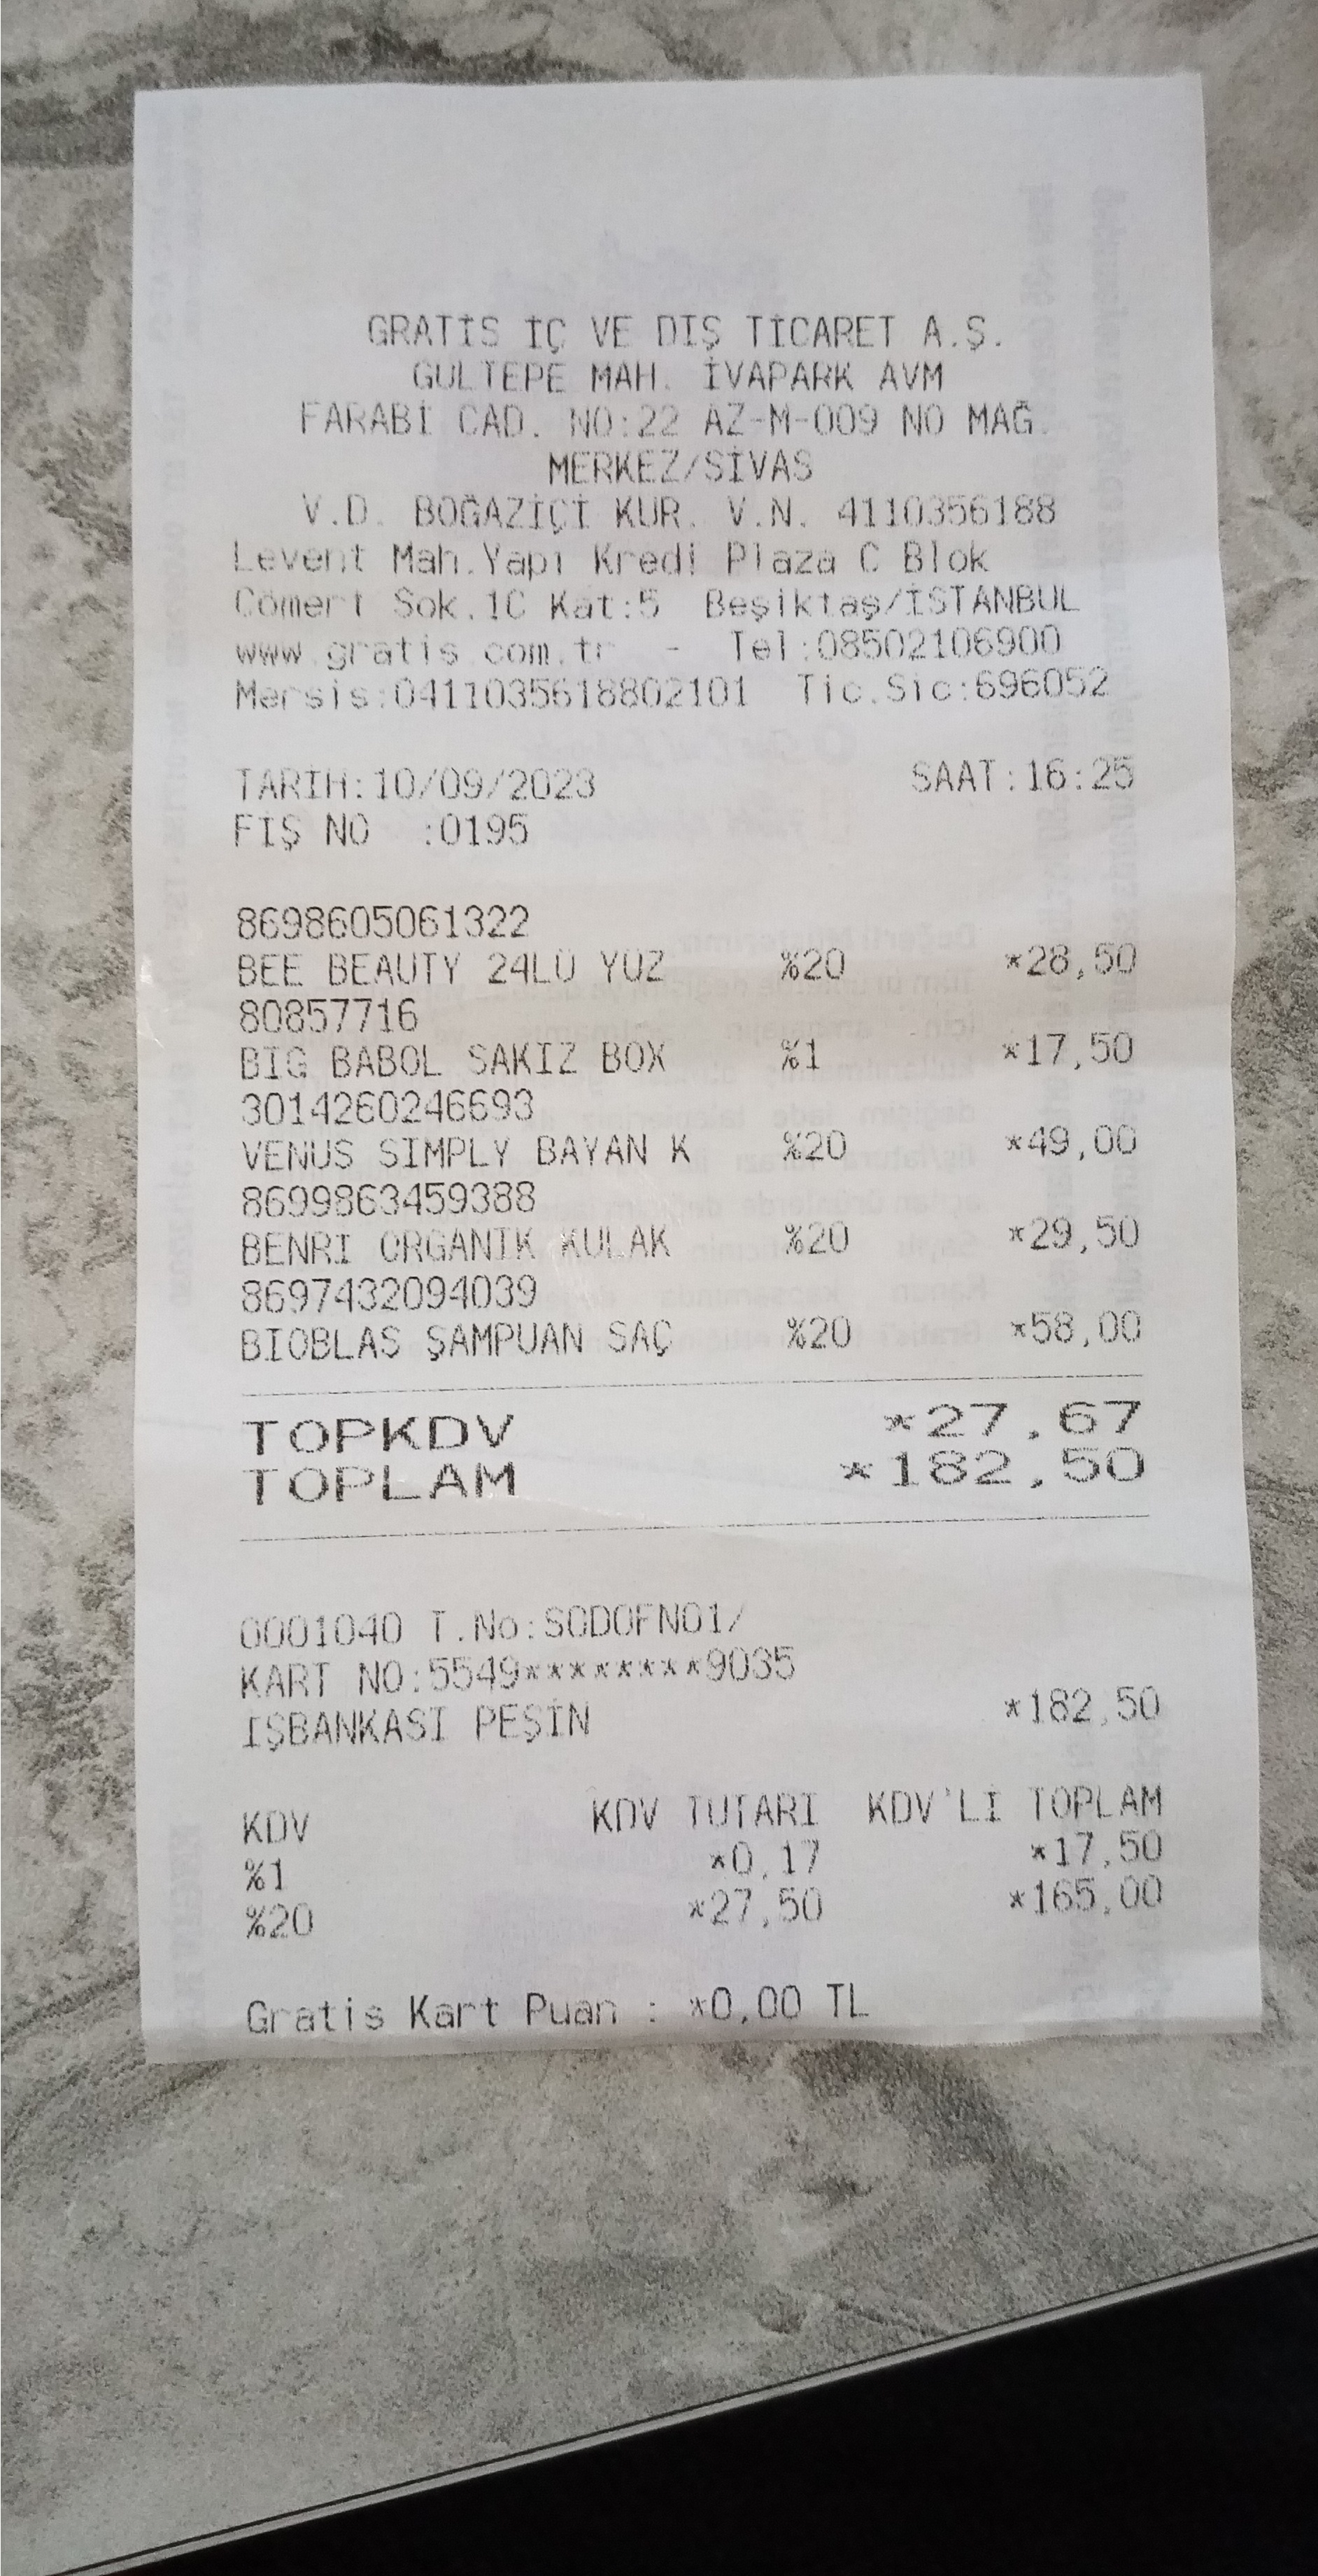 GRATİS İÇ VE DIŞ TİCARET A.Ş.
GÜLTEPE MAH. İVAPARK AVM
FARABİ CAD. NO:22 AZ-M-009 NO MAĞ.
MERKEZ/SİVAS
V.D. BOĞAZİÇİ KUR. V.N. 4110356188
Levent Mah.Yapı Kredi Plaza C Blok
Cömert Sok.1C Kat:5 Beşiktaş/İSTANBUL
www.gratis.com.tr - Tel:08502106900
Mersis:0411035618802101 Tic.Sic:696052
TARİH:10/09/2023 SAAT:16:25
FİŞ NO :0195
8698605061322
BEE BEAUTY 24LÜ YÜZ %20 *28,50
80857716
BIG BABOL SAKIZ BOX %1 *17,50
3014260246693
VENUS SIMPLY BAYAN K %20 *49,00
8699863459388
BENRI ORGANIK KULAK %20 *29,50
8697432094039
BIOBLAS ŞAMPUAN SAÇ %20 *58,00
TOPKDV *27,67
TOPLAM *182,50
0001040 T.No:S0D0FN01/
KART NO:5549********9035
İŞBANKASI PEŞİN *182,50
KDV KDV TUTARI KDV'Lİ TOPLAM
%1 *0,17 *17,50
%20 *27,50 *165,00
Gratis Kart Puan : *0,00 TL